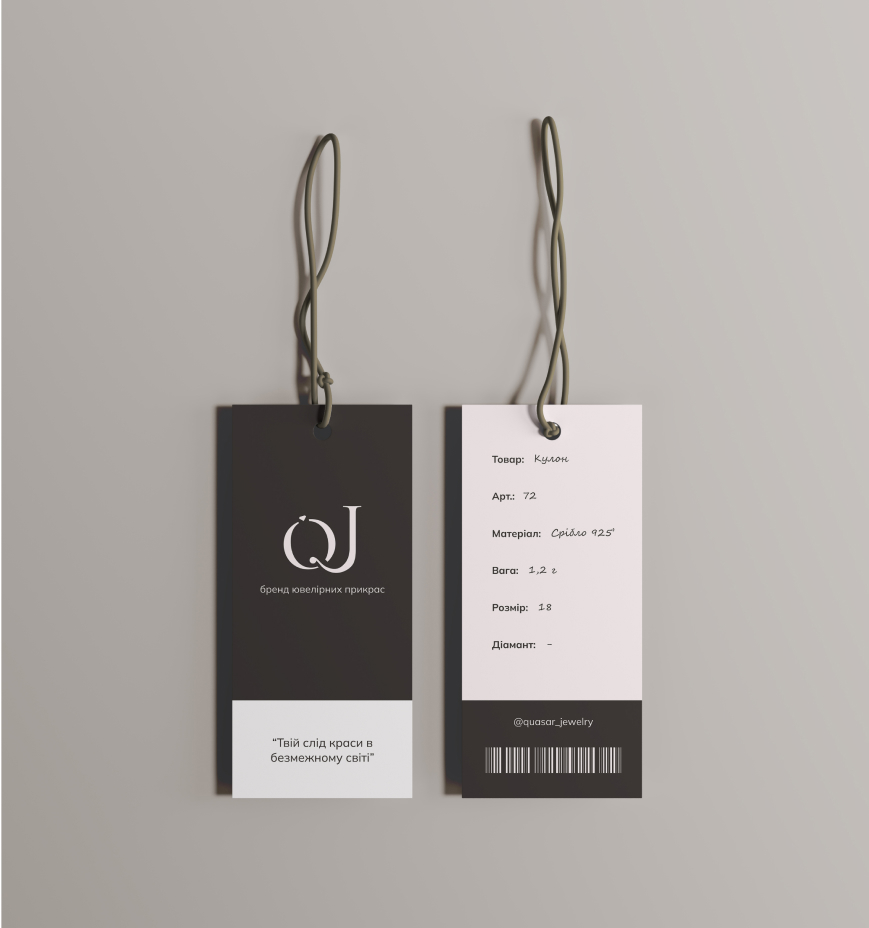 QJ
бренд ювелірних прикрас
“Твій слід краси в
безмежному світі”
Товар: Кулон
Арт.: 72
Матеріал: Срібло 925°
Вага: 1,2 г
Розмір: 18
Діамант: -
@quasar_jewelry